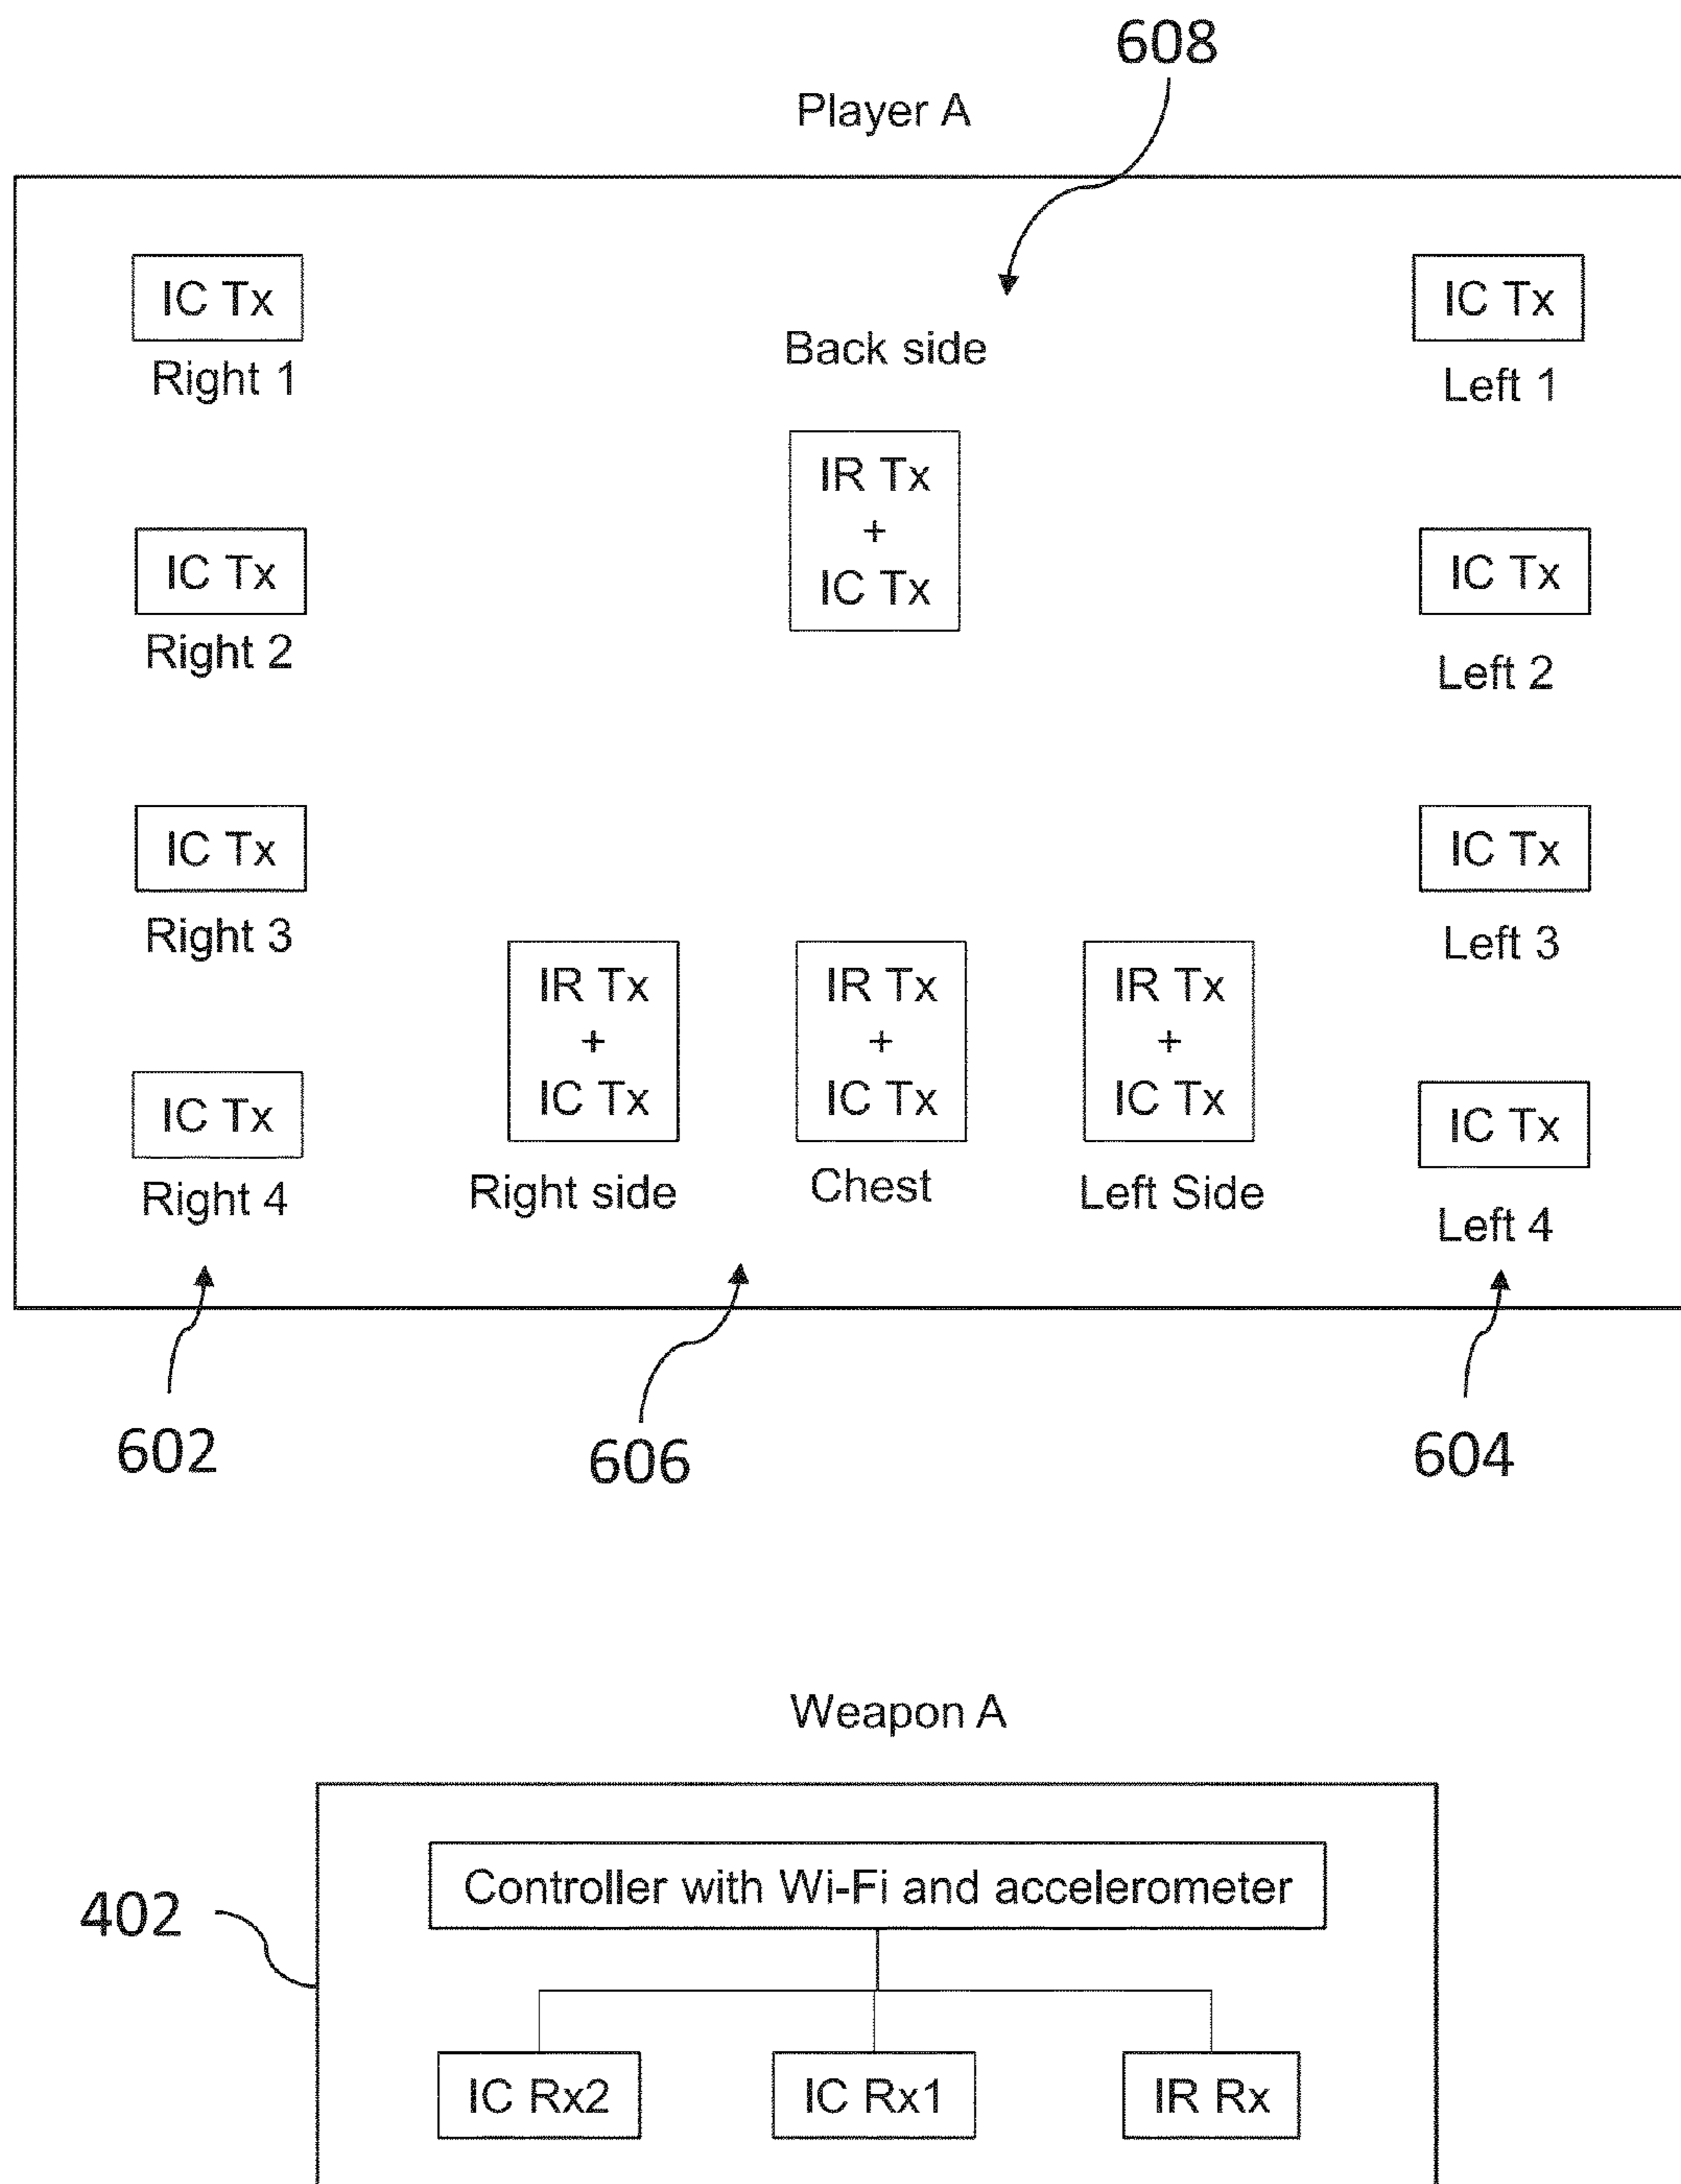 608
Player A
IC Tx
Right 1
Back side
IC Tx
Left 1
IR Tx
+
IC Tx
IC Tx
Right 2
IC Tx
Left 2
IC Tx
Right 3
IC Tx
Left 3
IR Tx
+
IC Tx
Right side
IR Tx
+
IC Tx
Chest
IR Tx
+
IC Tx
Left Side
IC Tx
Right 4
IC Tx
Left 4
602
606
604
Weapon A
402
Controller with Wi-Fi and accelerometer
IC Rx2
IC Rx1
IR Rx